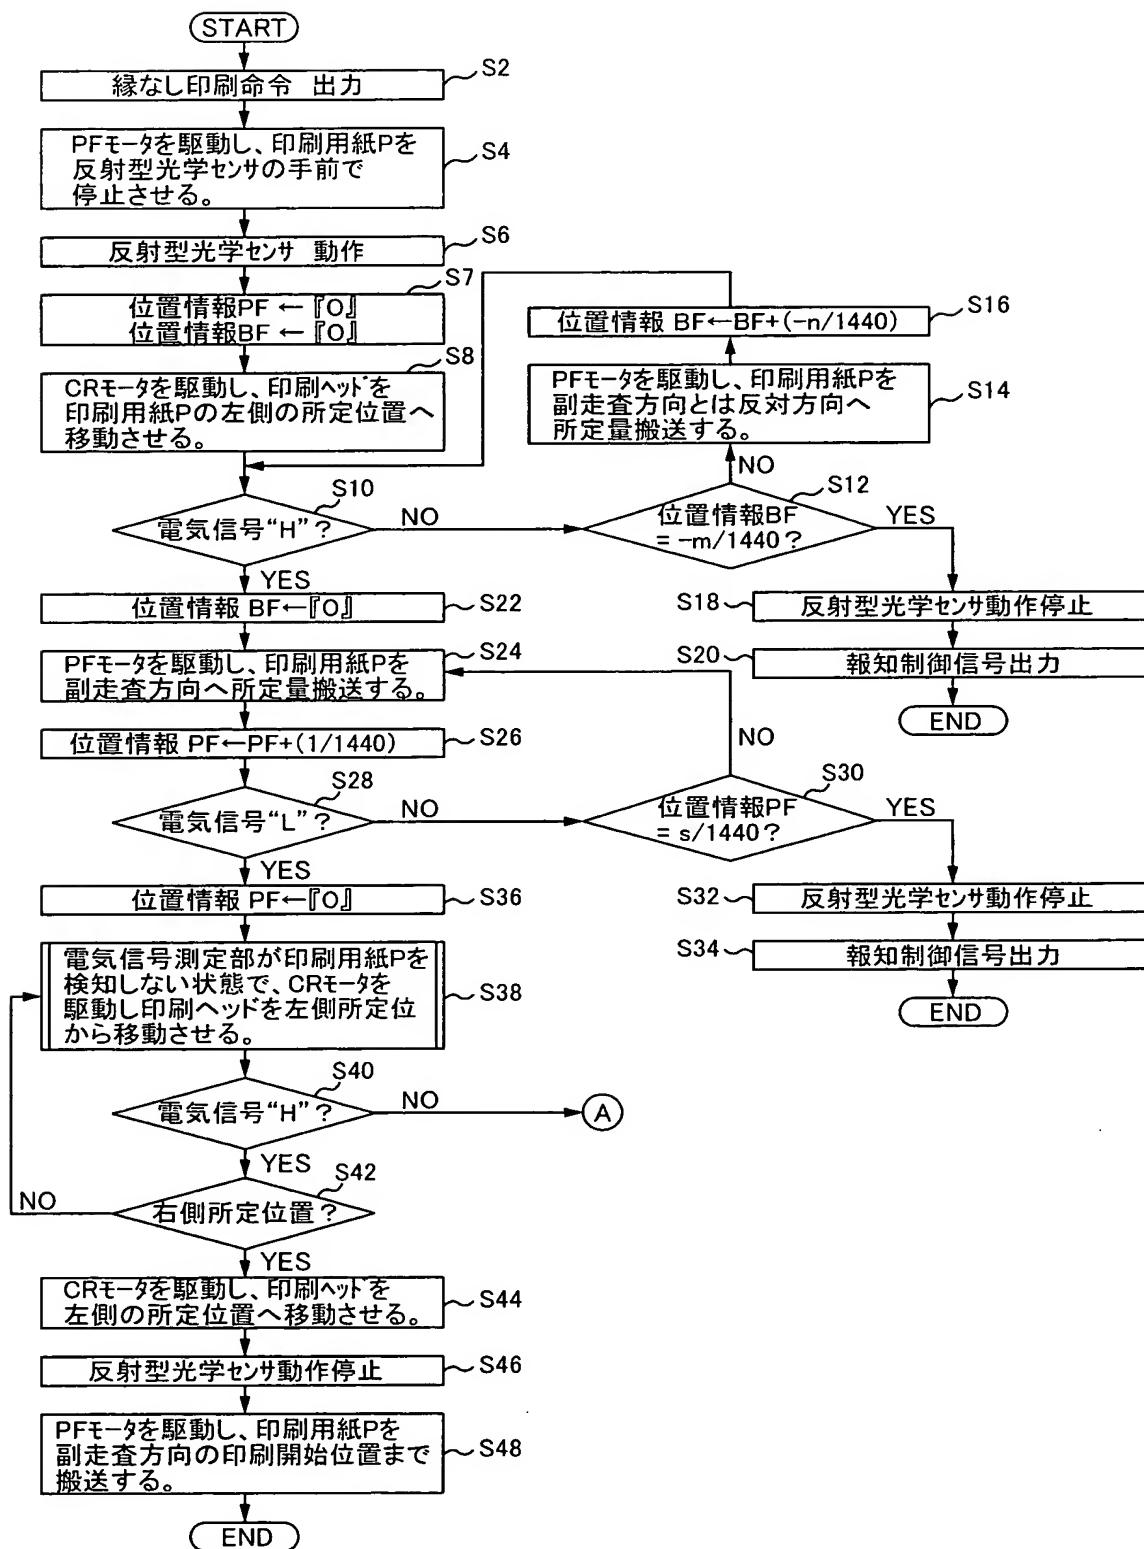 START
縁なし印刷命令 出力
S2
PFモータを駆動し、印刷用紙Pを
反射型光学センサの手前で
停止させる。
S4
反射型光学センサ 動作
S6
位置情報PF ← 『0』
位置情報BF ← 『0』
S7
CRモータを駆動し、印刷ヘッドを
印刷用紙Pの左側の所定位置へ
移動させる。
S8
位置情報 BF←BF+(-n/1440)
S16
PFモータを駆動し、印刷用紙Pを
副走査方向とは反対方向へ
所定量搬送する。
S14
NO
電気信号“H”?
S10
NO
位置情報BF
= -m/1440?
S12
YES
YES
位置情報 BF←『0』
S22
S18
反射型光学センサ動作停止
PFモータを駆動し、印刷用紙Pを
副走査方向へ所定量搬送する。
S24
S20
報知制御信号出力
END
位置情報 PF←PF+(1/1440)
S26
NO
電気信号“L”?
S28
NO
位置情報PF
= s/1440?
S30
YES
YES
位置情報 PF←『0』
S36
S32
反射型光学センサ動作停止
電気信号測定部が印刷用紙Pを
検知しない状態で、CRモータを
駆動し印刷ヘッドを左側所定位
から移動させる。
S38
S34
報知制御信号出力
END
電気信号“H”?
S40
NO
A
YES
右側所定位置?
S42
NO
YES
CRモータを駆動し、印刷ヘッドを
左側の所定位置へ移動させる。
S44
反射型光学センサ動作停止
S46
PFモータを駆動し、印刷用紙Pを
副走査方向の印刷開始位置まで
搬送する。
S48
END